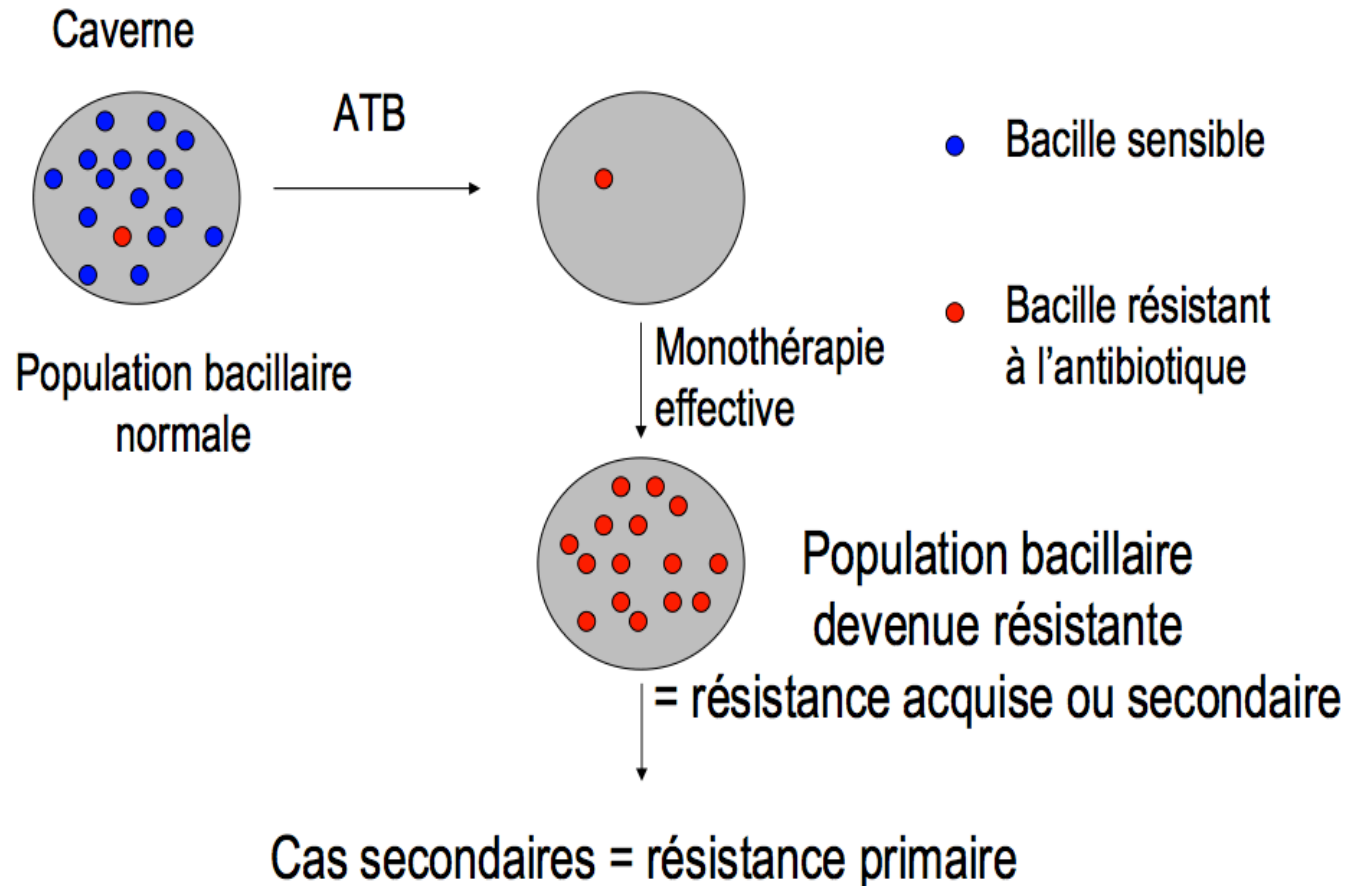 Caverne
ATB
Bacille sensible
Bacille résistant
à l'antibiotique
Population bacillaire
normale
Monothérapie
effective
Population bacillaire
devenue résistante
= résistance acquise ou secondaire
Cas secondaires = résistance primaire